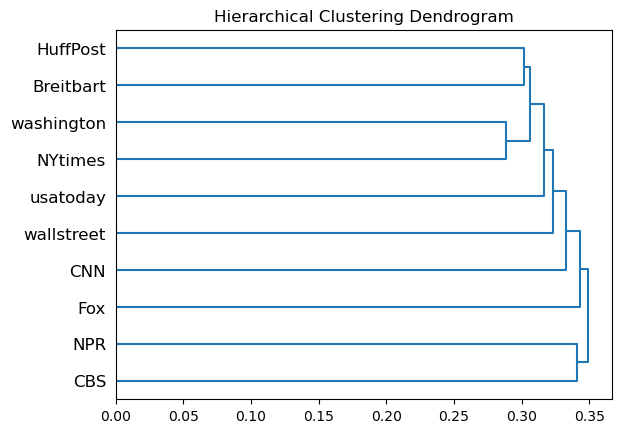 Hierarchical Clustering Dendrogram
HuffPost
Breitbart
washington
NYtimes
usatoday
wallstreet
CNN
Fox
NPR
CBS
0.00 0.05 0.10 0.15 0.20 0.25 0.30 0.35